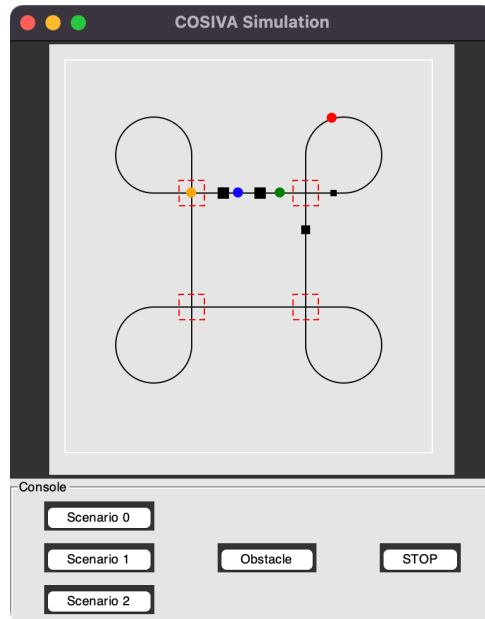 COSIVA Simulation
Console
Scenario 0
Scenario 1
Obstacle
STOP
Scenario 2